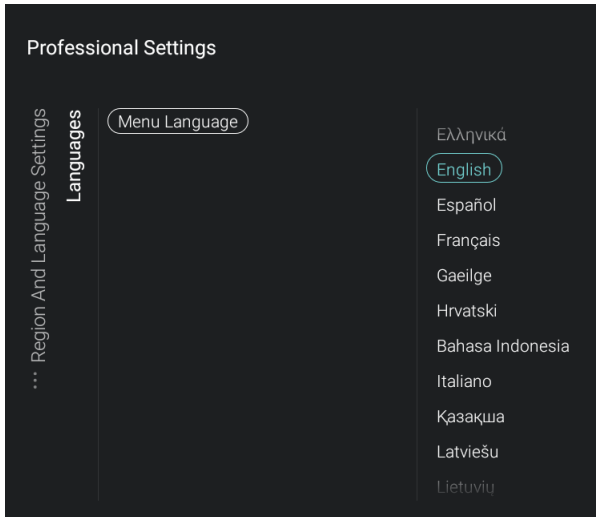 Professional Settings
... Region And Language Settings
Languages
Menu Language
Ελληνικά
English
Español
Français
Gaeilge
Hrvatski
Bahasa Indonesia
Italiano
Қазақша
Latviešu
Lietuvių